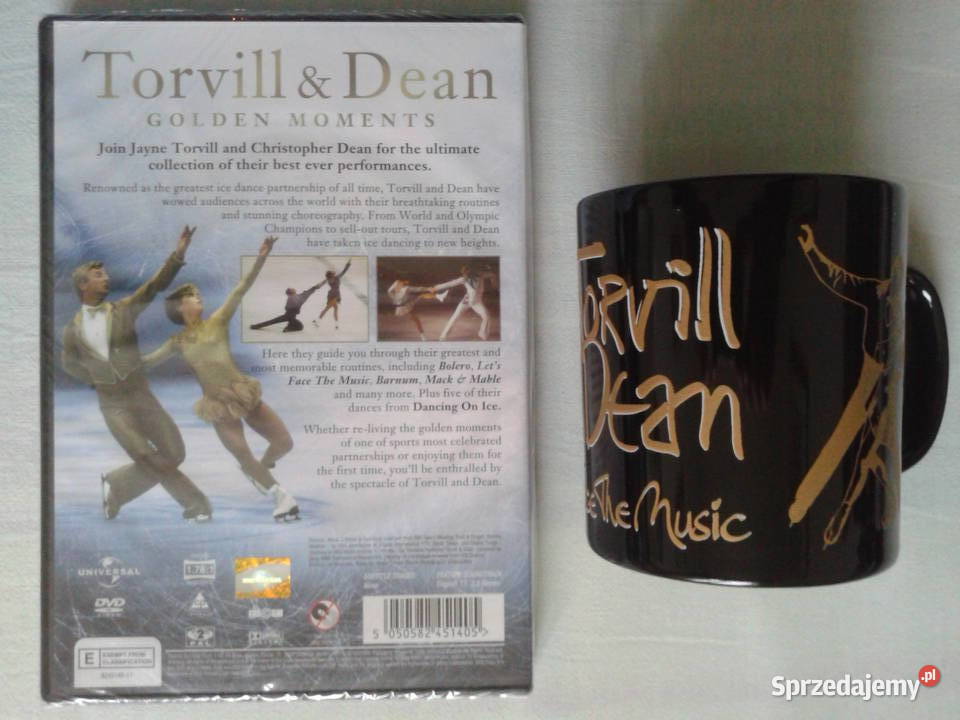 Torvill & Dean
GOLDEN MOMENTS
Join Jayne Torvill and Christopher Dean for the ultimate
collection of their best ever performances.
Renowned as the greatest ice dance partnership of all time, Torvill and Dean have
wowed audiences across the world with their breathtaking routines
and stunning choreography. From World and Olympic
Champions to sell-out tours, Torvill and Dean
have taken ice dancing to new heights.
Here they guide you through their greatest and
most memorable routines, including Bolero, Let's
Face The Music, Barnum, Mack & Mable
and many more. Plus five of their
dances from Dancing On Ice.
Whether re-living the golden moments
of one of sports most celebrated
partnerships or enjoying them for
the first time, you'll be enthralled by
the spectacle of Torvill and Dean.
UNIVERSAL
DVD
2
PAL
E EXEMPT FROM
CLASSIFICATION
5 050582 451405 >
Torvill
Dean
The Music
Sprzedajemy.pl